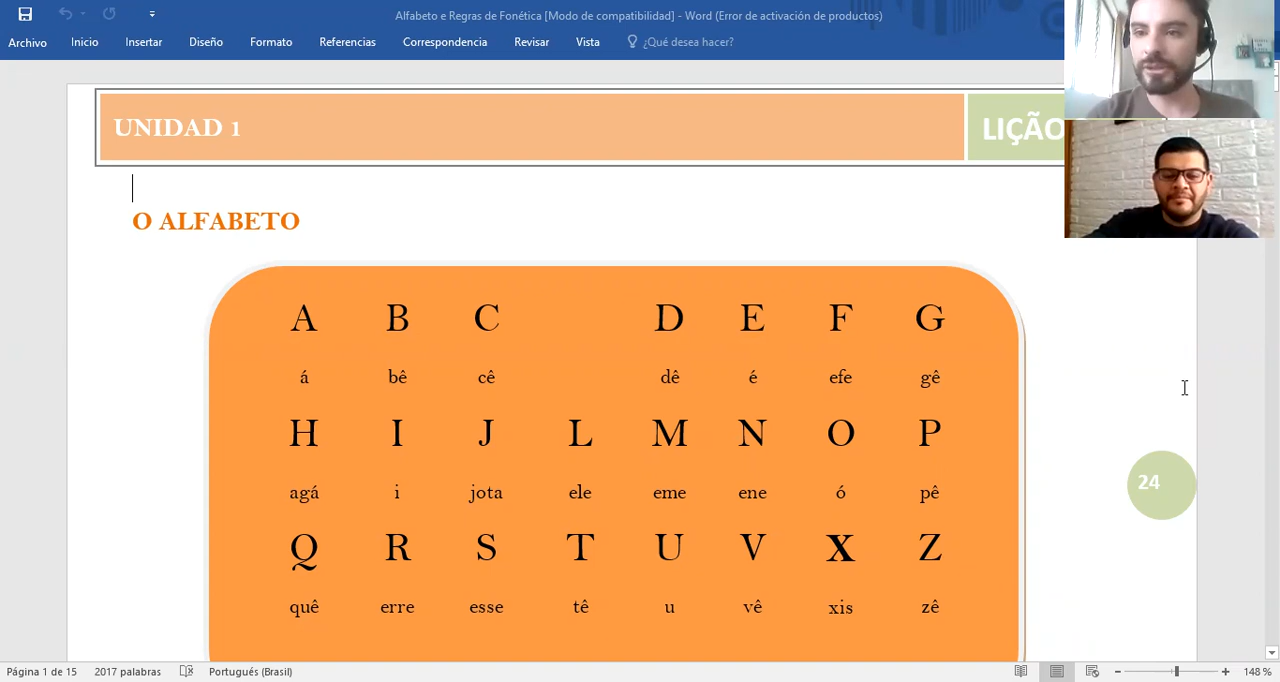 Alfabeto e Regras de Fonética [Modo de compatibilidad] - Word (Error de activación de productos)
Archivo Inicio Insertar Diseño Formato Referencias Correspondencia Revisar Vista ¿Qué desea hacer?
UNIDAD 1 LIÇÃO
O ALFABETO
A B C D E F G
á bê cê dê é efe gê
H I J L M N O P
agá i jota ele eme ene ó pê
24
Q R S T U V X Z
quê erre esse tê u vê xis zê
Página 1 de 15 2017 palabras Português (Brasil) 148 %